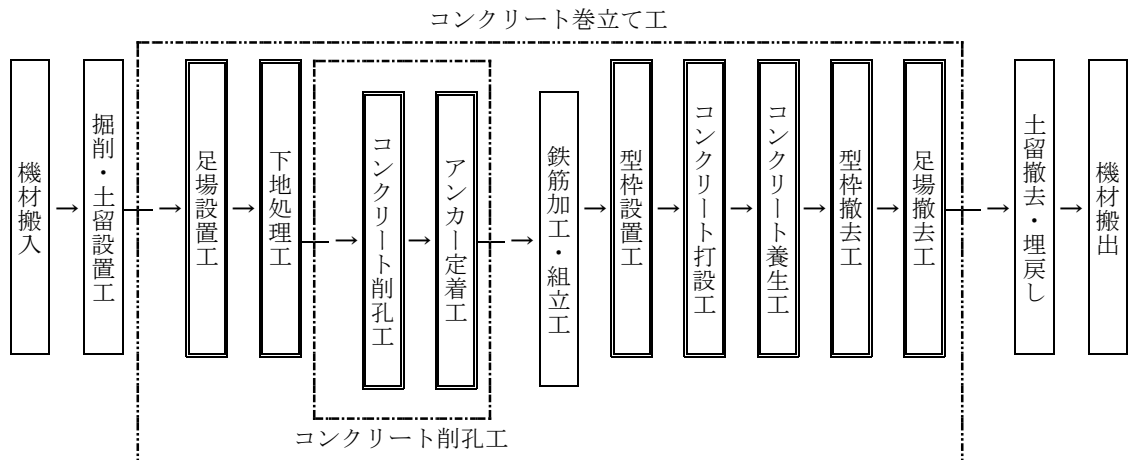 コンクリート巻立て工
機材搬入
→
掘削・土留設置工
→
足場設置工
→
下地処理工
→
コンクリート削孔工
→
アンカー定着工
→
鉄筋加工・組立工
→
型枠設置工
→
コンクリート打設工
→
コンクリート養生工
→
型枠撤去工
→
足場撤去工
→
土留撤去・埋戻し
→
機材搬出
コンクリート削孔工